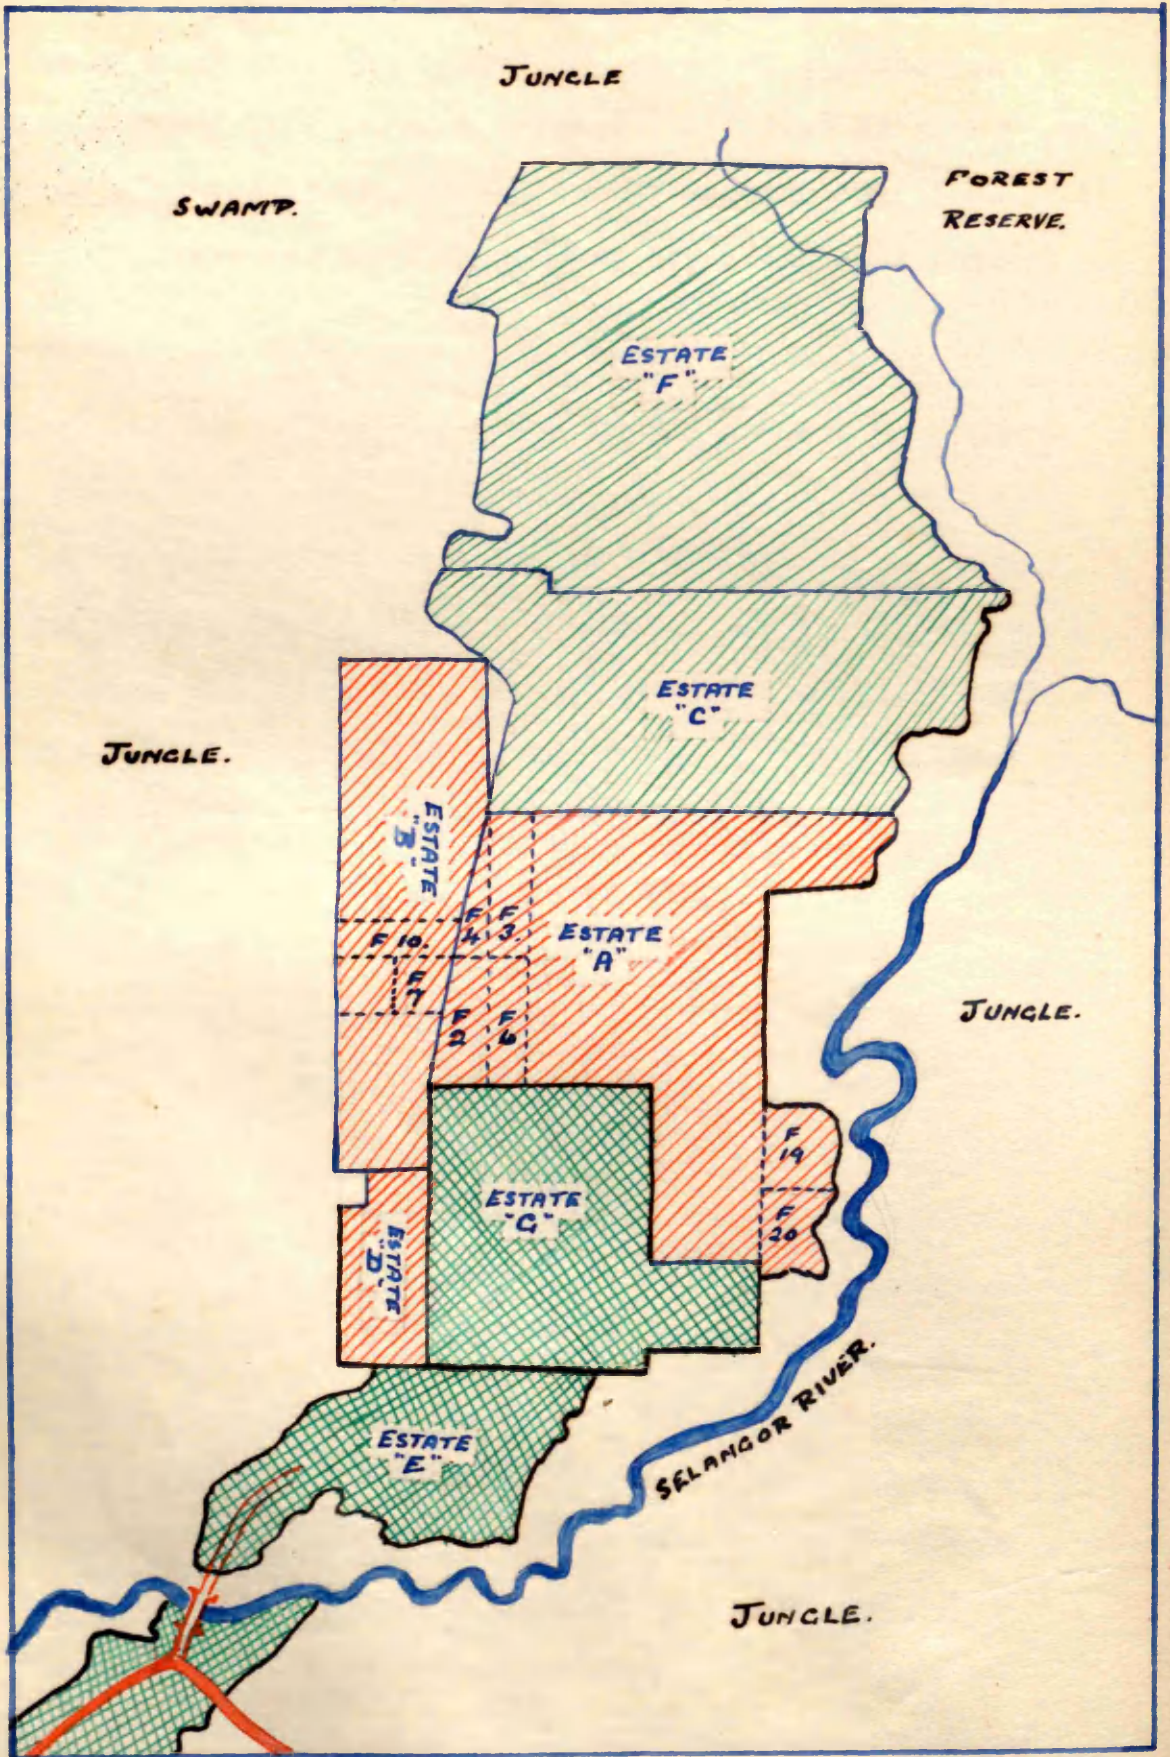 JUNGLE
SWAMP.
FOREST
RESERVE.
ESTATE
"F"
ESTATE
"C"
JUNGLE.
ESTATE
"B"
F
4
F
3.
F 10.
ESTATE
"A"
F
7
F
2
F
6
JUNGLE.
F
19
ESTATE
"G"
F
20
ESTATE
"D"
SELANGOR RIVER.
ESTATE
"E"
JUNGLE.